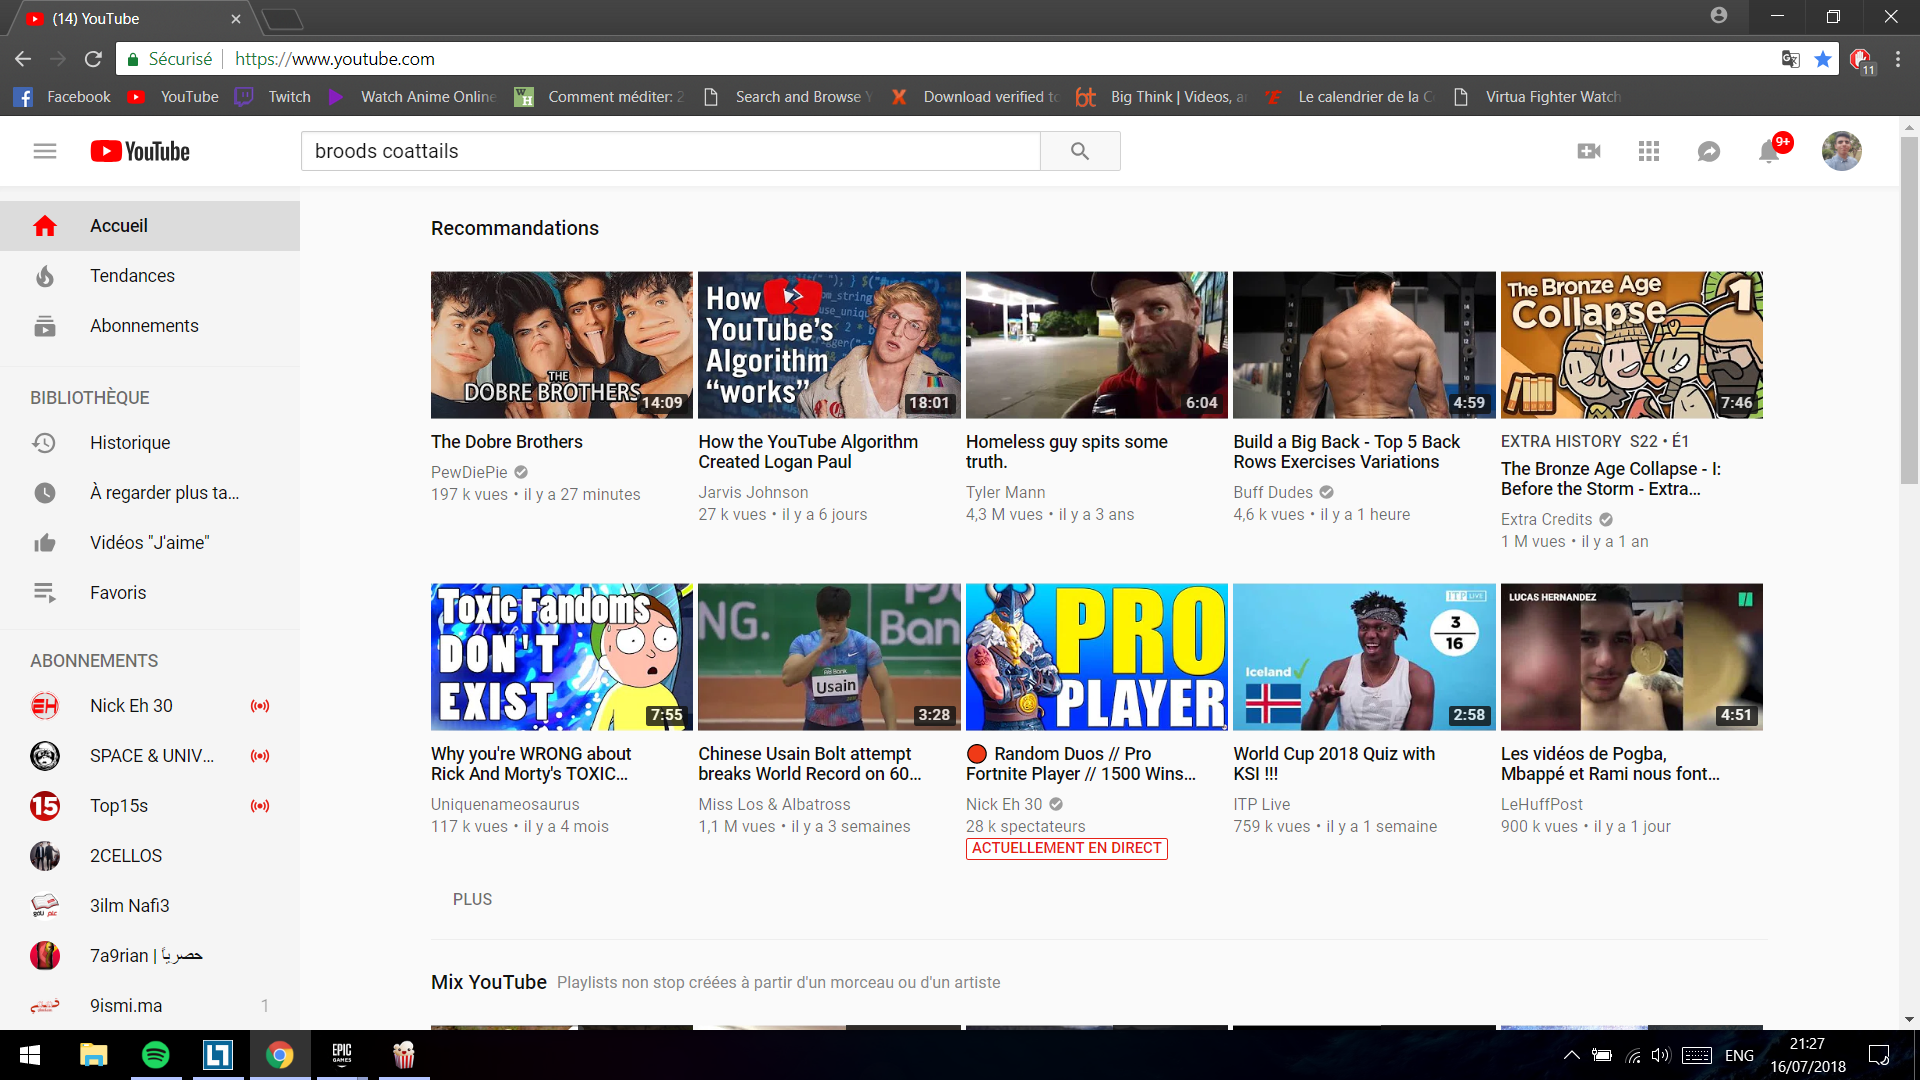 (14) YouTube
Sécurisé
https://www.youtube.com
11
Facebook
YouTube
Twitch
Watch Anime Online
Comment méditer: 2
Search and Browse Y
Download verified to
Big Think | Videos, a
Le calendrier de la C
Virtua Fighter Watch
YouTube
broods coattails
9+
Accueil
Tendances
Abonnements
BIBLIOTHÈQUE
Historique
À regarder plus ta...
Vidéos "J'aime"
Favoris
ABONNEMENTS
Nick Eh 30
SPACE & UNIV...
Top15s
2CELLOS
3ilm Nafi3
7a9rian | حصرياً
9ismi.ma
1
Recommandations
THE
DOBRE BROTHERS
14:09
The Dobre Brothers
PewDiePie
197 k vues • il y a 27 minutes
How
YouTube's
Algorithm
“works”
18:01
How the YouTube Algorithm
Created Logan Paul
Jarvis Johnson
27 k vues • il y a 6 jours
6:04
Homeless guy spits some
truth.
Tyler Mann
4,3 M vues • il y a 3 ans
4:59
Build a Big Back - Top 5 Back
Rows Exercises Variations
Buff Dudes
4,6 k vues • il y a 1 heure
The Bronze Age
Collapse
1
7:46
EXTRA HISTORY S22 • É1
The Bronze Age Collapse - I:
Before the Storm - Extra...
Extra Credits
1 M vues • il y a 1 an
Toxic Fandoms
DON'T
EXIST
7:55
Why you're WRONG about
Rick And Morty's TOXIC...
Uniquenameosaurus
117 k vues • il y a 4 mois
NG.
Ban
Usain
3:28
Chinese Usain Bolt attempt
breaks World Record on 60...
Miss Los & Albatross
1,1 M vues • il y a 3 semaines
PRO
PLAYER
Random Duos // Pro
Fortnite Player // 1500 Wins...
Nick Eh 30
28 k spectateurs
ACTUELLEMENT EN DIRECT
ITP LIVE
3
16
Iceland
2:58
World Cup 2018 Quiz with
KSI !!!
ITP Live
759 k vues • il y a 1 semaine
LUCAS HERNANDEZ
4:51
Les vidéos de Pogba,
Mbappé et Rami nous font...
LeHuffPost
900 k vues • il y a 1 jour
PLUS
Mix YouTube Playlists non stop créées à partir d'un morceau ou d'un artiste
EPIC
GAMES
ENG
21:27
16/07/2018